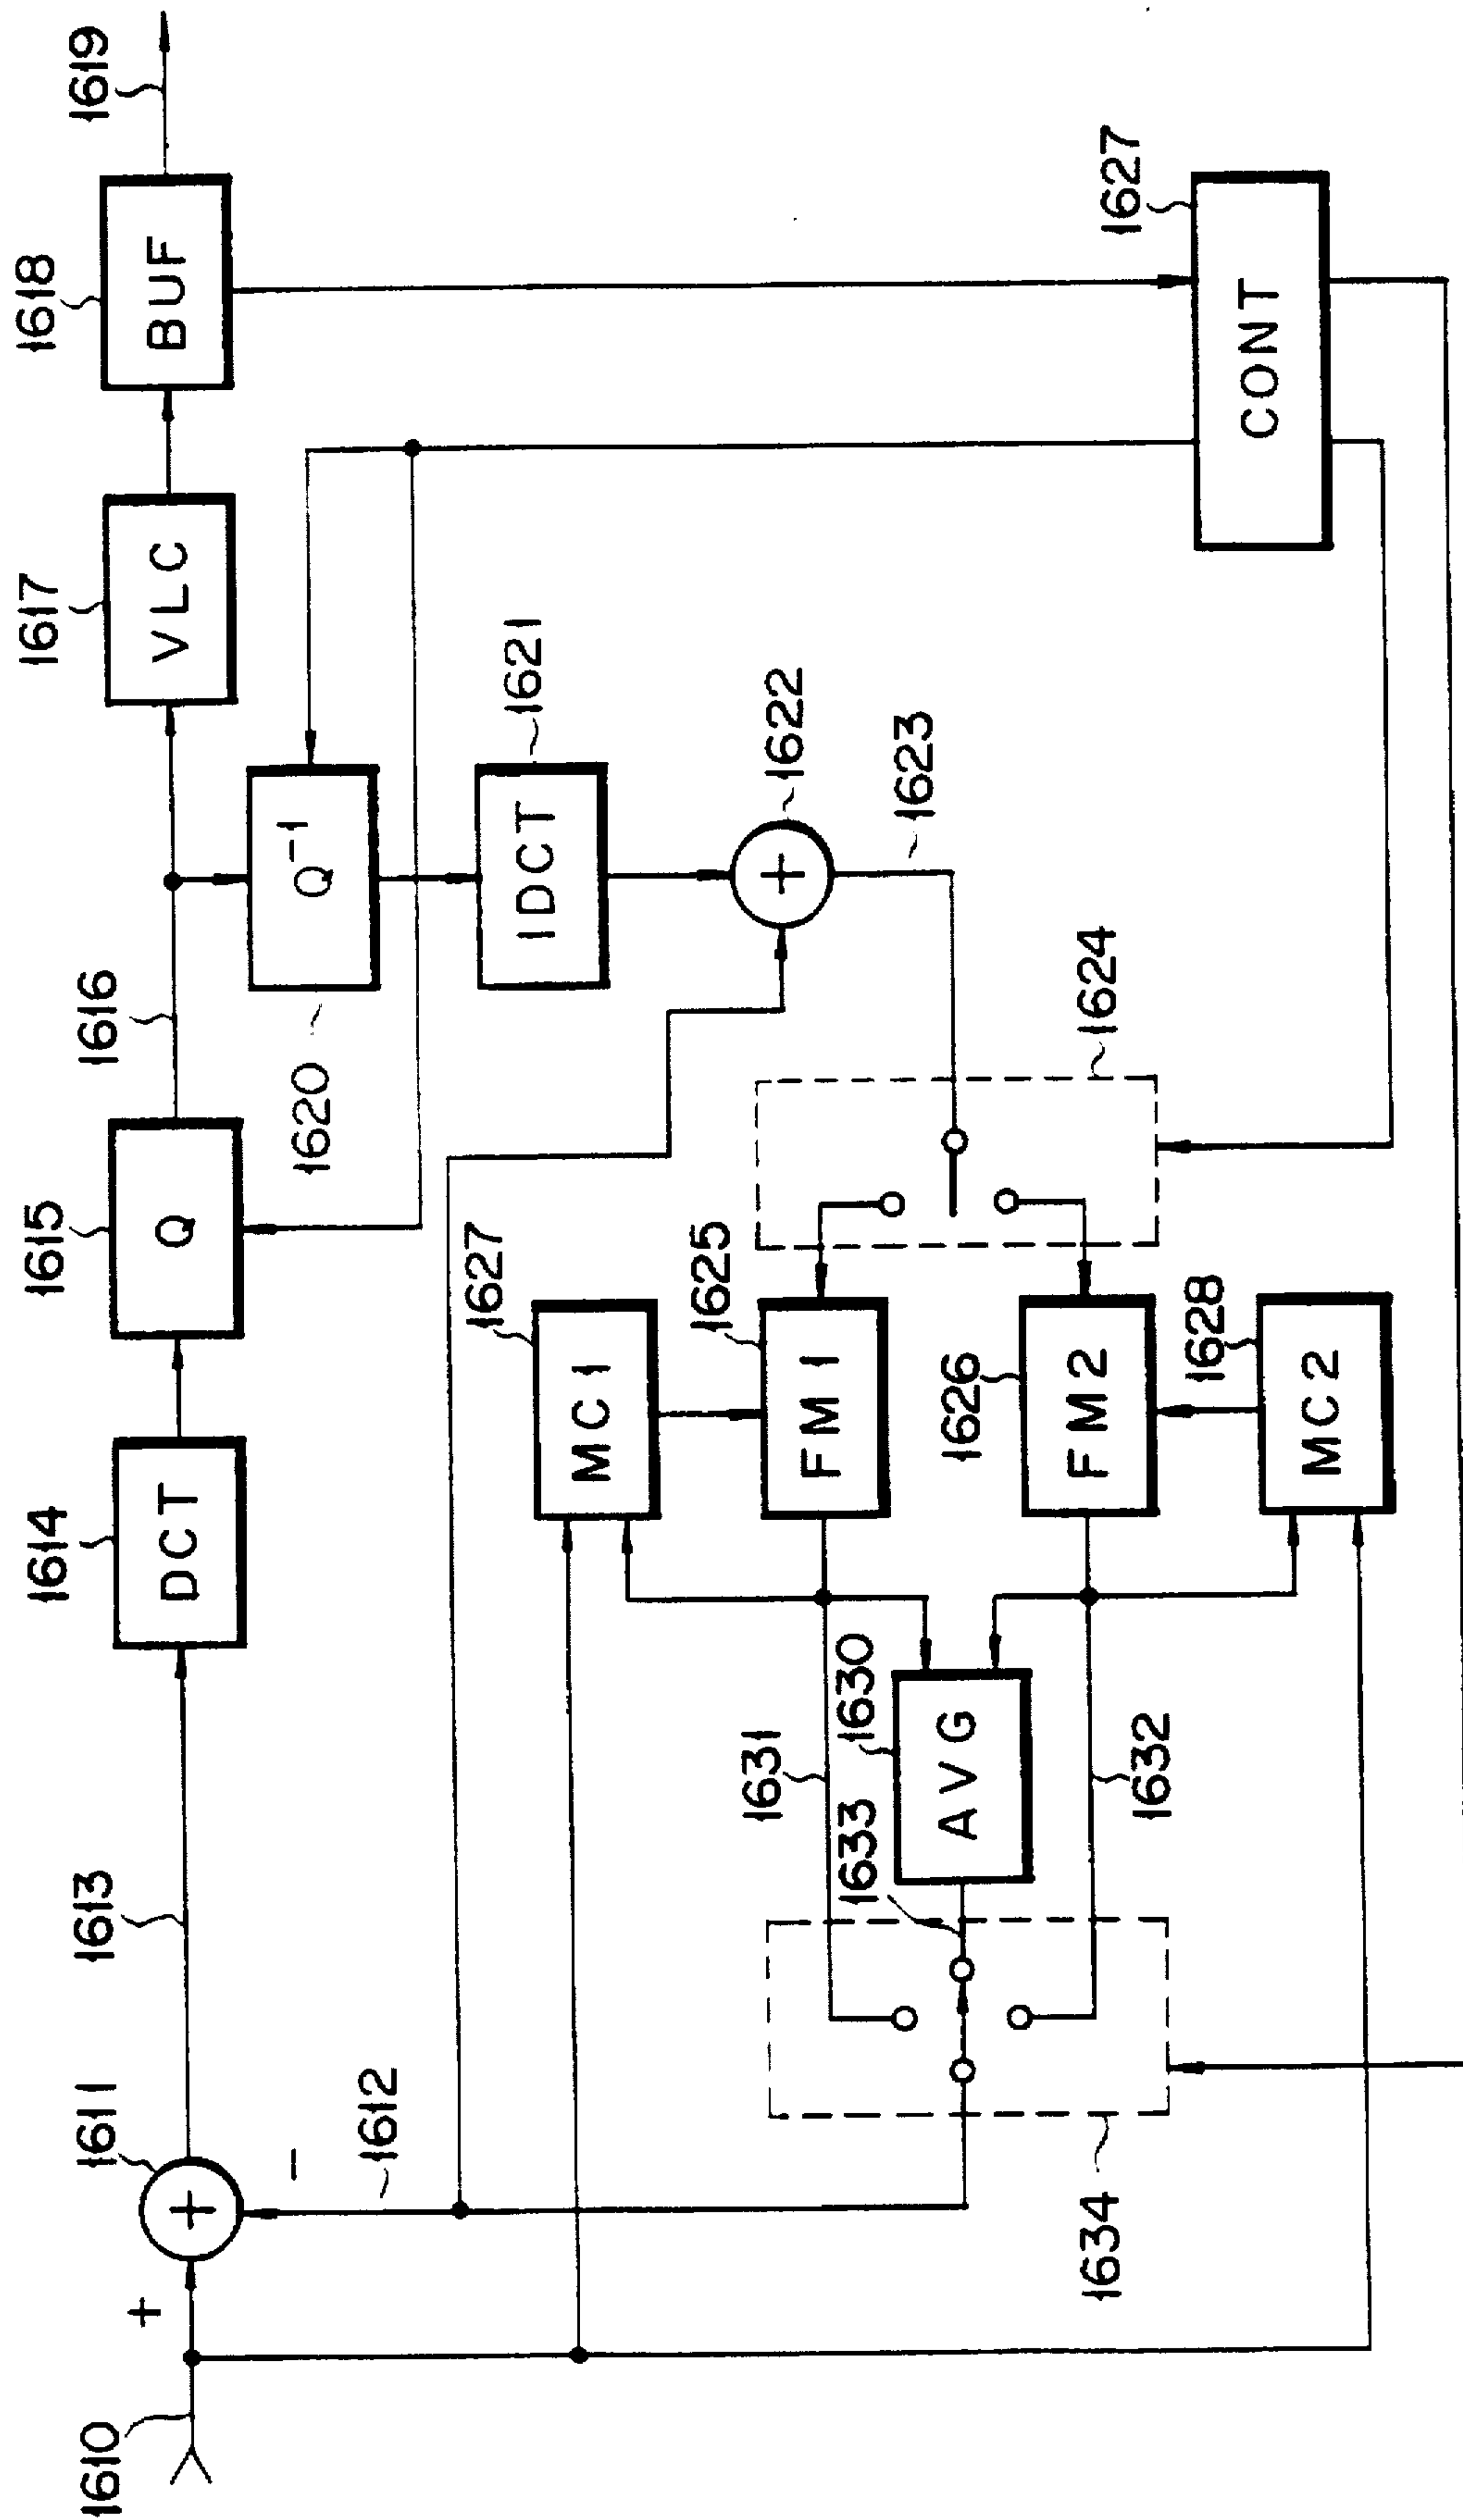 1610
+
1611
+
-
1612
1613
1614
DCT
1615
Q
1616
1617
VLC
1618
BUF
1619
1620
Q-1
1621
IDCT
1622
+
1623
1627
MC1
1625
FM1
1624
1626
FM2
1628
MC2
1631
1630
AVG
1633
1632
1634
1627
CONT